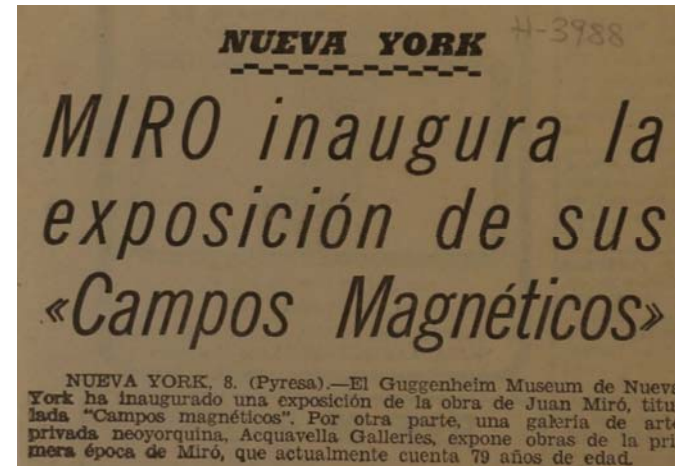 NUEVA YORK
H-3988
MIRO inaugura la
exposición de sus
«Campos Magnéticos»
NUEVA YORK, 8. (Pyresa).—El Guggenheim Museum de Nueva
York ha inaugurado una exposición de la obra de Juan Miró, titu
lada "Campos magnéticos". Por otra parte, una galería de arte
privada neoyorquina, Acquavella Galleries, expone obras de la pri
mera época de Miró, que actualmente cuenta 79 años de edad.